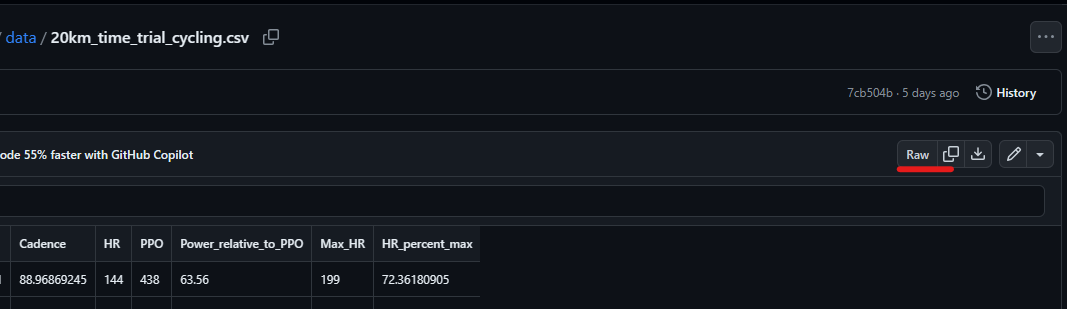 / data / 20km_time_trial_cycling.csv
7cb504b · 5 days ago History
ode 55% faster with GitHub Copilot
Raw
Cadence HR PPO Power_relative_to_PPO Max_HR HR_percent_max
88.96869245 144 438 63.56 199 72.36180905